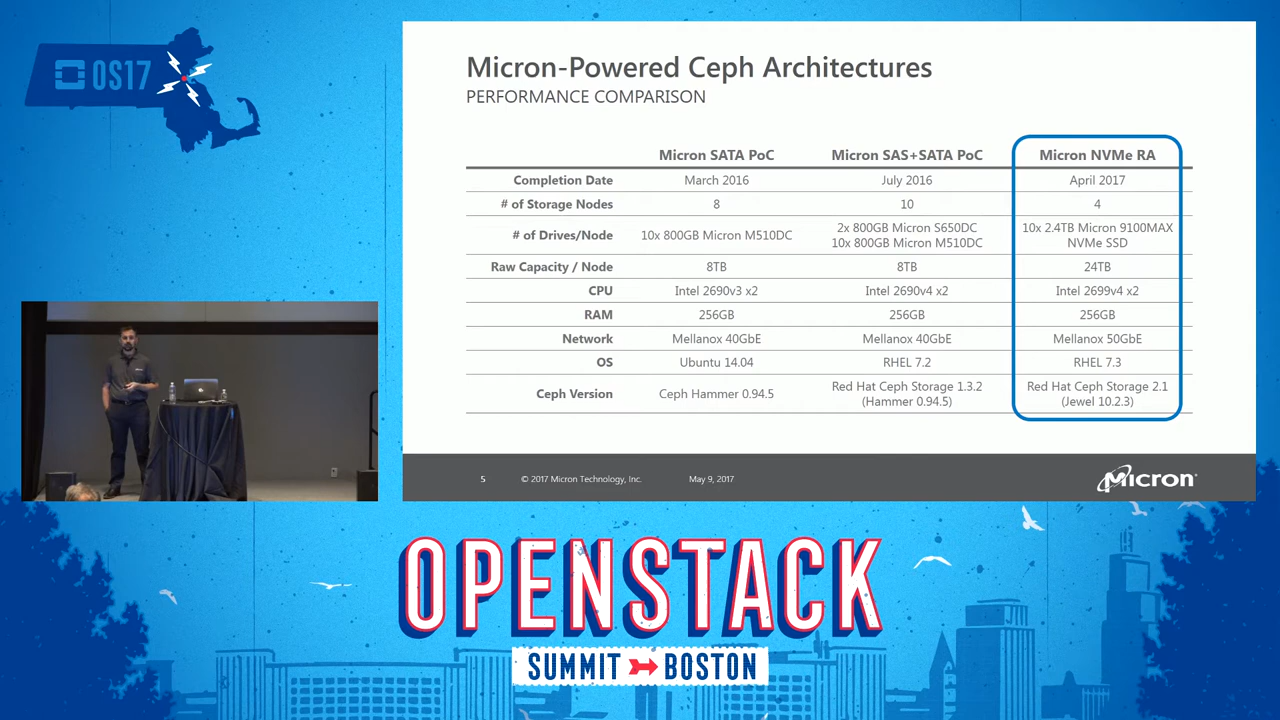 OS17
Micron-Powered Ceph Architectures
PERFORMANCE COMPARISON
Micron SATA PoC Micron SAS+SATA PoC Micron NVMe RA
Completion Date March 2016 July 2016 April 2017
# of Storage Nodes 8 10 4
# of Drives/Node 10x 800GB Micron M510DC 2x 800GB Micron S650DC 10x 2.4TB Micron 9100MAX
10x 800GB Micron M510DC NVMe SSD
Raw Capacity / Node 8TB 8TB 24TB
CPU Intel 2690v3 x2 Intel 2690v4 x2 Intel 2699v4 x2
RAM 256GB 256GB 256GB
Network Mellanox 40GbE Mellanox 40GbE Mellanox 50GbE
OS Ubuntu 14.04 RHEL 7.2 RHEL 7.3
Ceph Version Ceph Hammer 0.94.5 Red Hat Ceph Storage 1.3.2 Red Hat Ceph Storage 2.1
(Hammer 0.94.5) (Jewel 10.2.3)
5 © 2017 Micron Technology, Inc. May 9, 2017 Micron
OPENSTACK
SUMMIT BOSTON